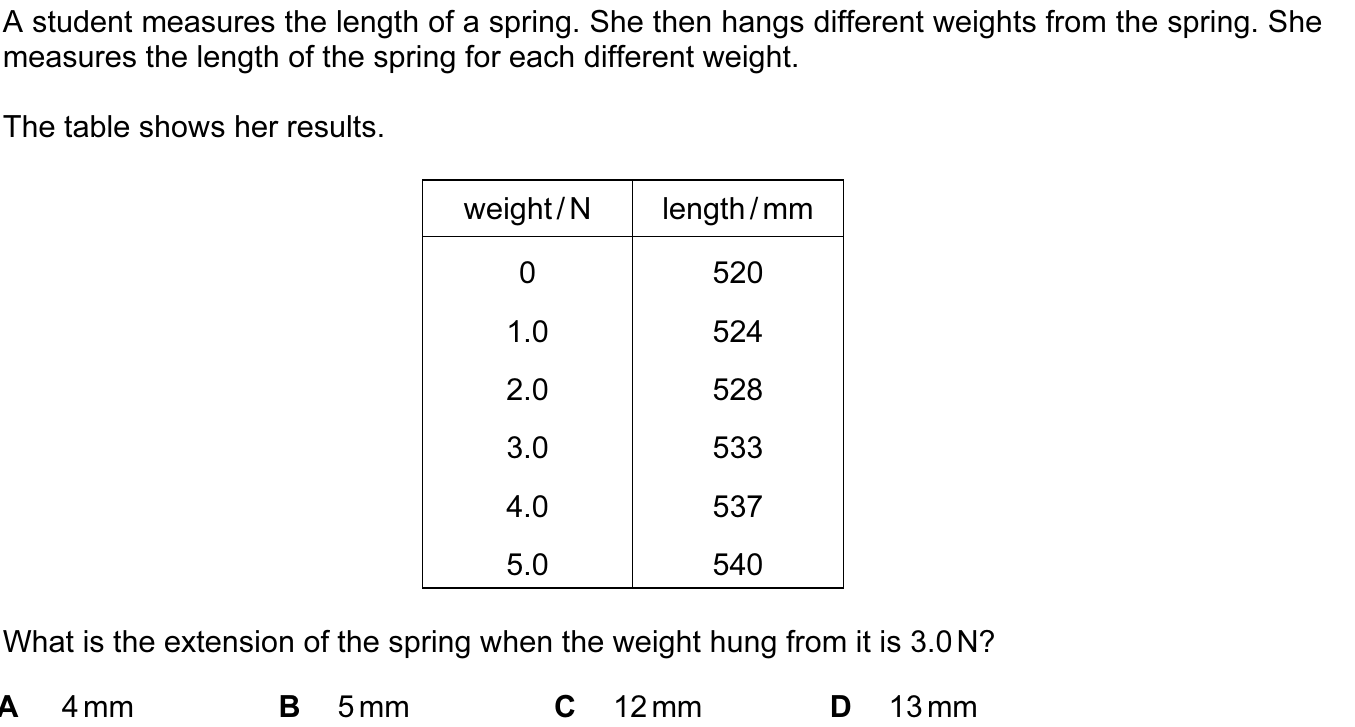 A student measures the length of a spring. She then hangs different weights from the spring. She
measures the length of the spring for each different weight.
The table shows her results.
weight/N length/mm
0 520
1.0 524
2.0 528
3.0 533
4.0 537
5.0 540
What is the extension of the spring when the weight hung from it is 3.0 N?
A 4 mm B 5 mm C 12 mm D 13 mm